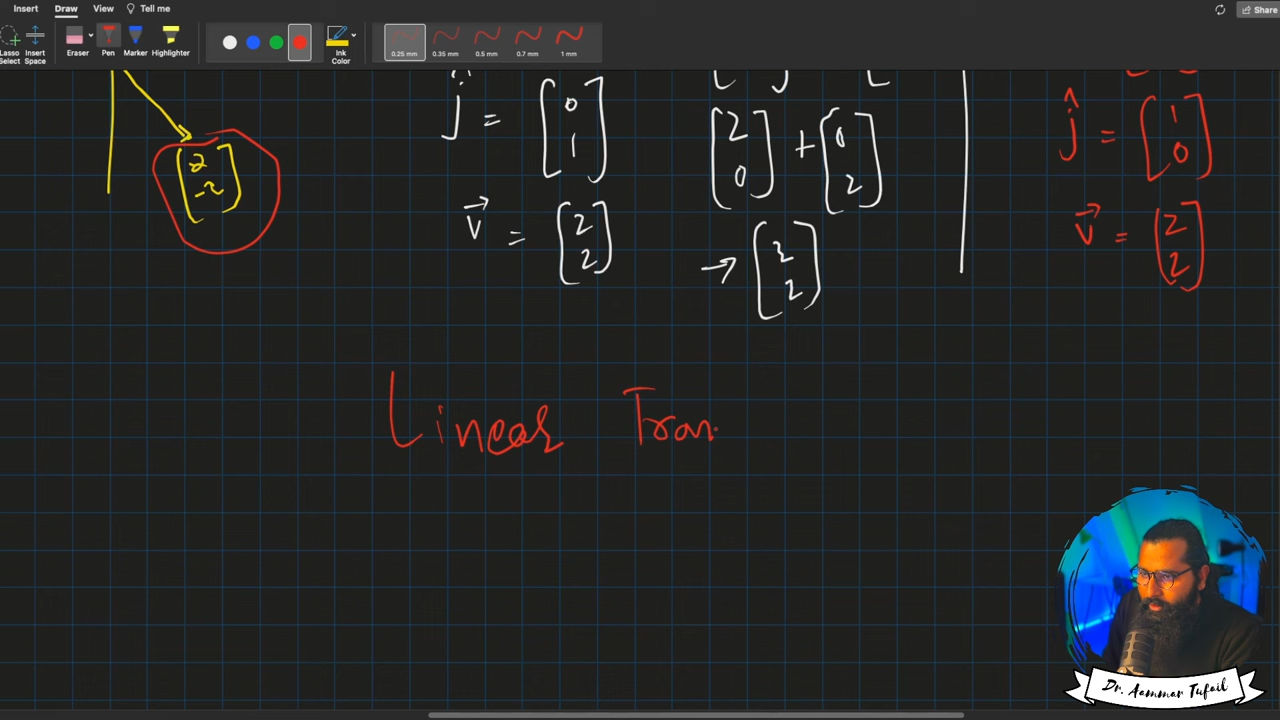 Insert Draw View Tell me Share
Lasso Select Insert Space Eraser Pen Marker Highlighter 0.25 mm 0.35 mm 0.5 mm 0.7 mm 1 mm Ink Color
[2 -2]
ĵ = [0 1] [2 0] + [0 2] ĵ = [1 0]
v⃗ = [2 2] → [2 2] v⃗ = [2 2]
Linear Tran
Dr. Aammar Tufail